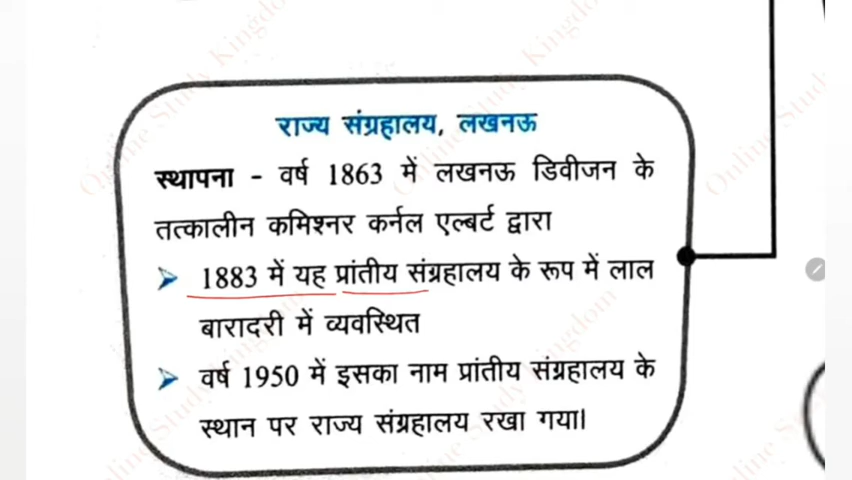 राज्य संग्रहालय, लखनऊ
स्थापना - वर्ष 1863 में लखनऊ डिवीजन के
तत्कालीन कमिश्नर कर्नल एल्बर्ट द्वारा
➤ 1883 में यह प्रांतीय संग्रहालय के रूप में लाल
बारादरी में व्यवस्थित
➤ वर्ष 1950 में इसका नाम प्रांतीय संग्रहालय के
स्थान पर राज्य संग्रहालय रखा गया।